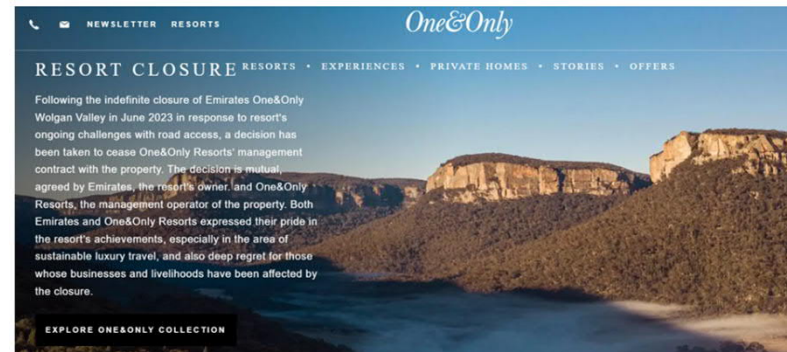 NEWSLETTER RESORTS
One&Only
RESORT CLOSURE
RESORTS • EXPERIENCES • PRIVATE HOMES • STORIES • OFFERS
Following the indefinite closure of Emirates One&Only
Wolgan Valley in June 2023 in response to resort's
ongoing challenges with road access, a decision has
been taken to cease One&Only Resorts' management
contract with the property. The decision is mutual,
agreed by Emirates, the resort's owner, and One&Only
Resorts, the management operator of the property. Both
Emirates and One&Only Resorts expressed their pride in
the resort's achievements, especially in the area of
sustainable luxury travel, and also deep regret for those
whose businesses and livelihoods have been affected by
the closure.
EXPLORE ONE&ONLY COLLECTION